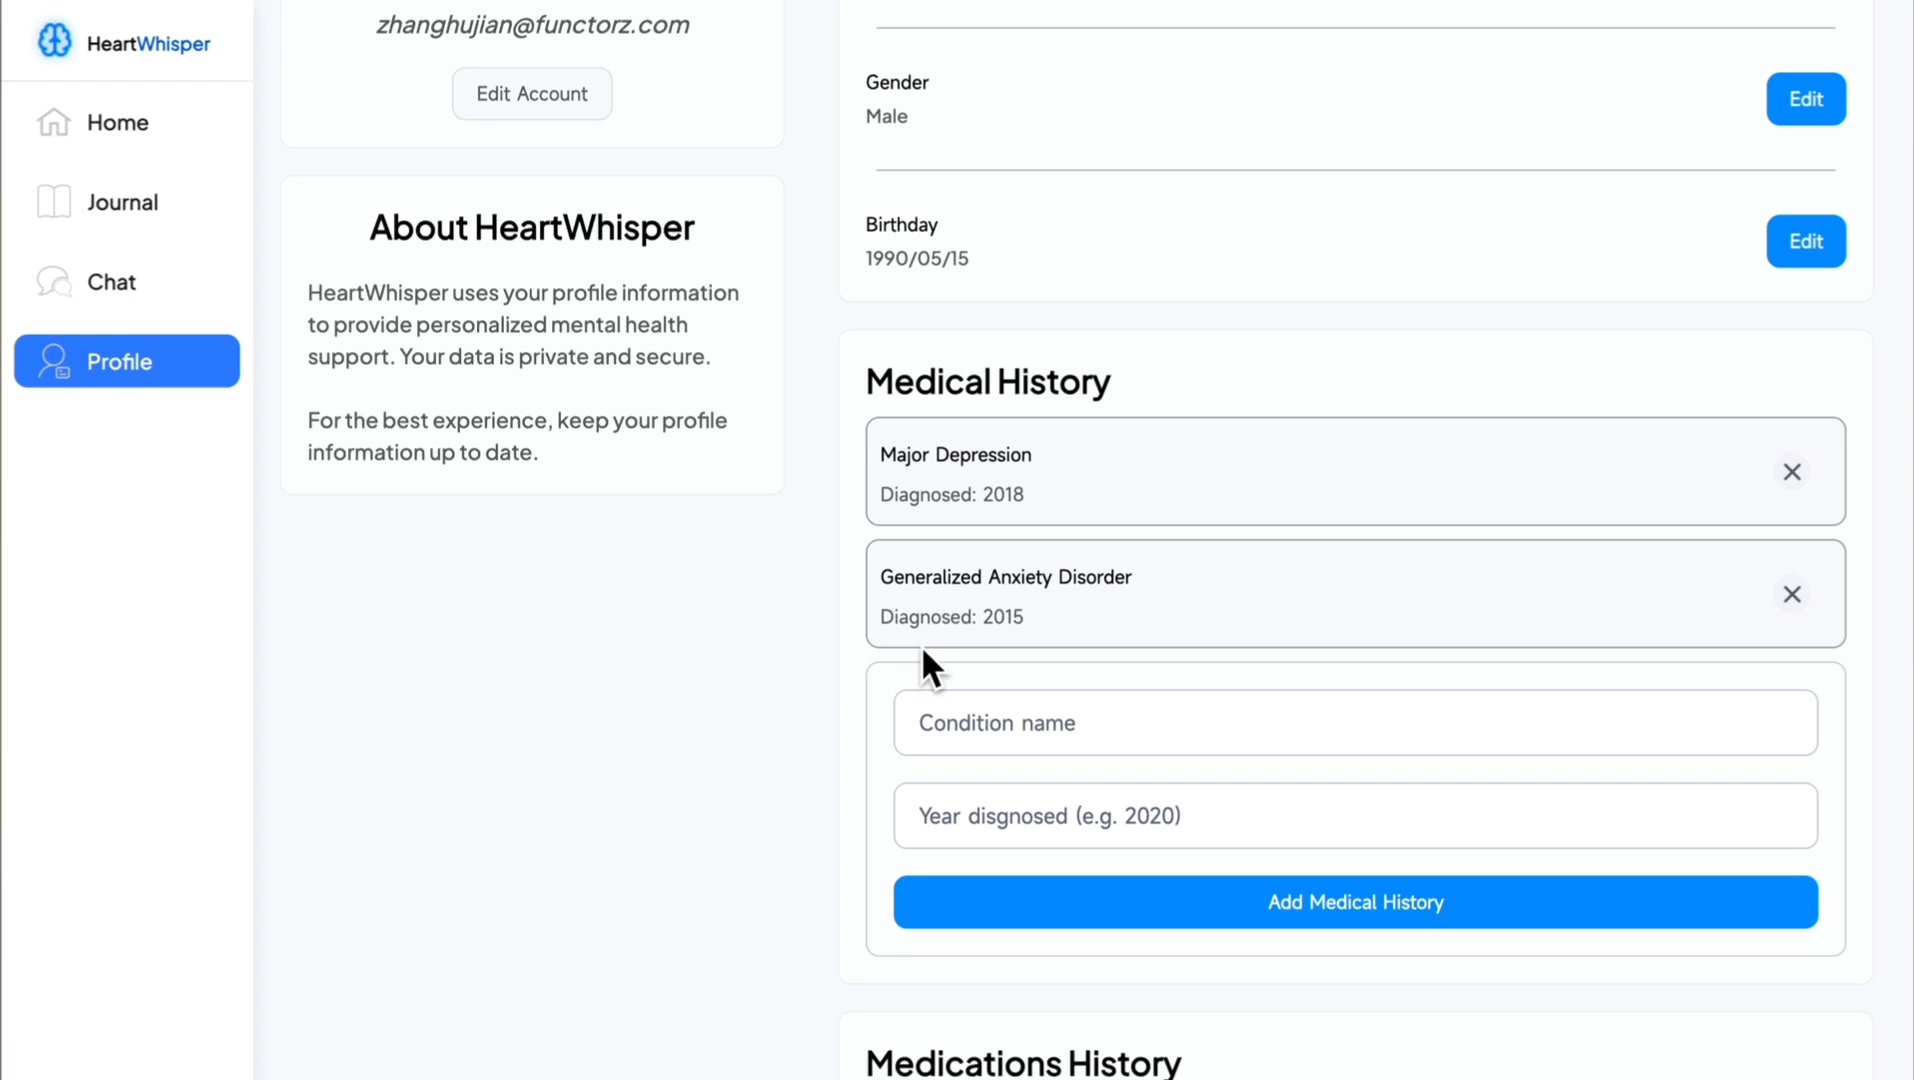 HeartWhisper
Home
Journal
Chat
Profile
zhanghujian@functorz.com
Edit Account
About HeartWhisper
HeartWhisper uses your profile information
to provide personalized mental health
support. Your data is private and secure.
For the best experience, keep your profile
information up to date.
Gender
Male
Edit
Birthday
1990/05/15
Edit
Medical History
Major Depression
Diagnosed: 2018
Generalized Anxiety Disorder
Diagnosed: 2015
Condition name
Year disgnosed (e.g. 2020)
Add Medical History
Medications History